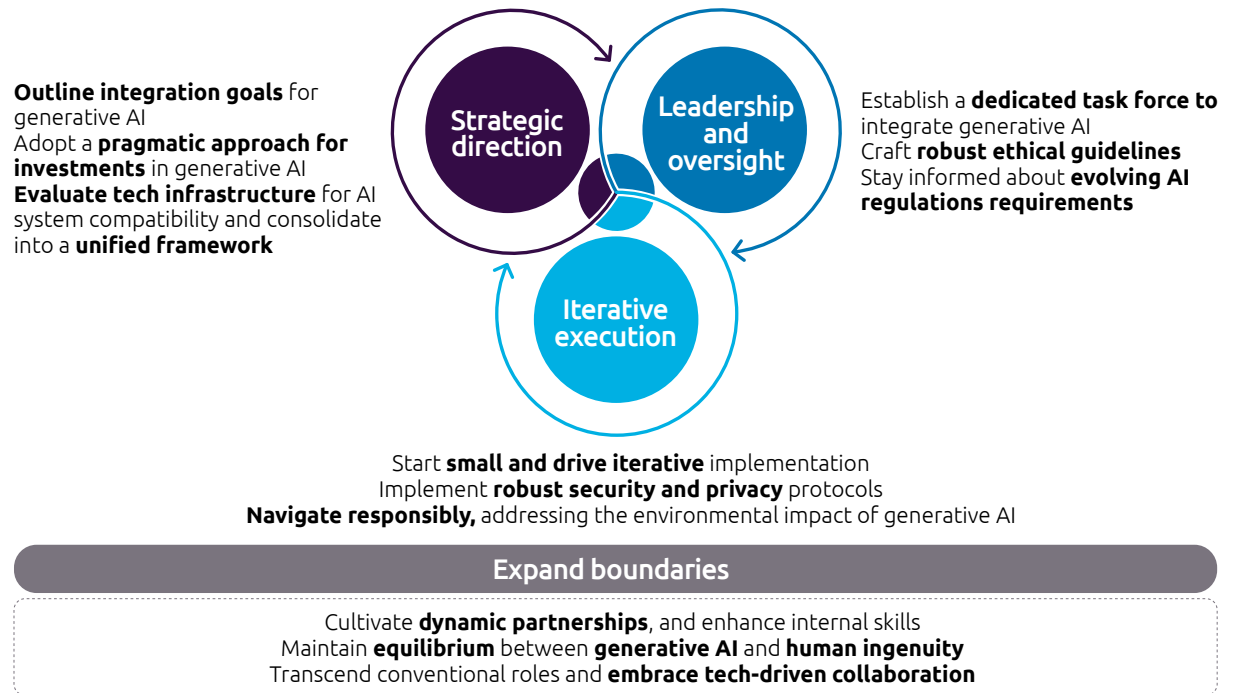 Strategic
direction
Leadership
and
oversight
Iterative
execution
Outline integration goals for
generative AI
Adopt a pragmatic approach for
investments in generative AI
Evaluate tech infrastructure for AI
system compatibility and consolidate
into a unified framework
Establish a dedicated task force to
integrate generative AI
Craft robust ethical guidelines
Stay informed about evolving AI
regulations requirements
Start small and drive iterative implementation
Implement robust security and privacy protocols
Navigate responsibly, addressing the environmental impact of generative AI
Expand boundaries
Cultivate dynamic partnerships, and enhance internal skills
Maintain equilibrium between generative AI and human ingenuity
Transcend conventional roles and embrace tech-driven collaboration